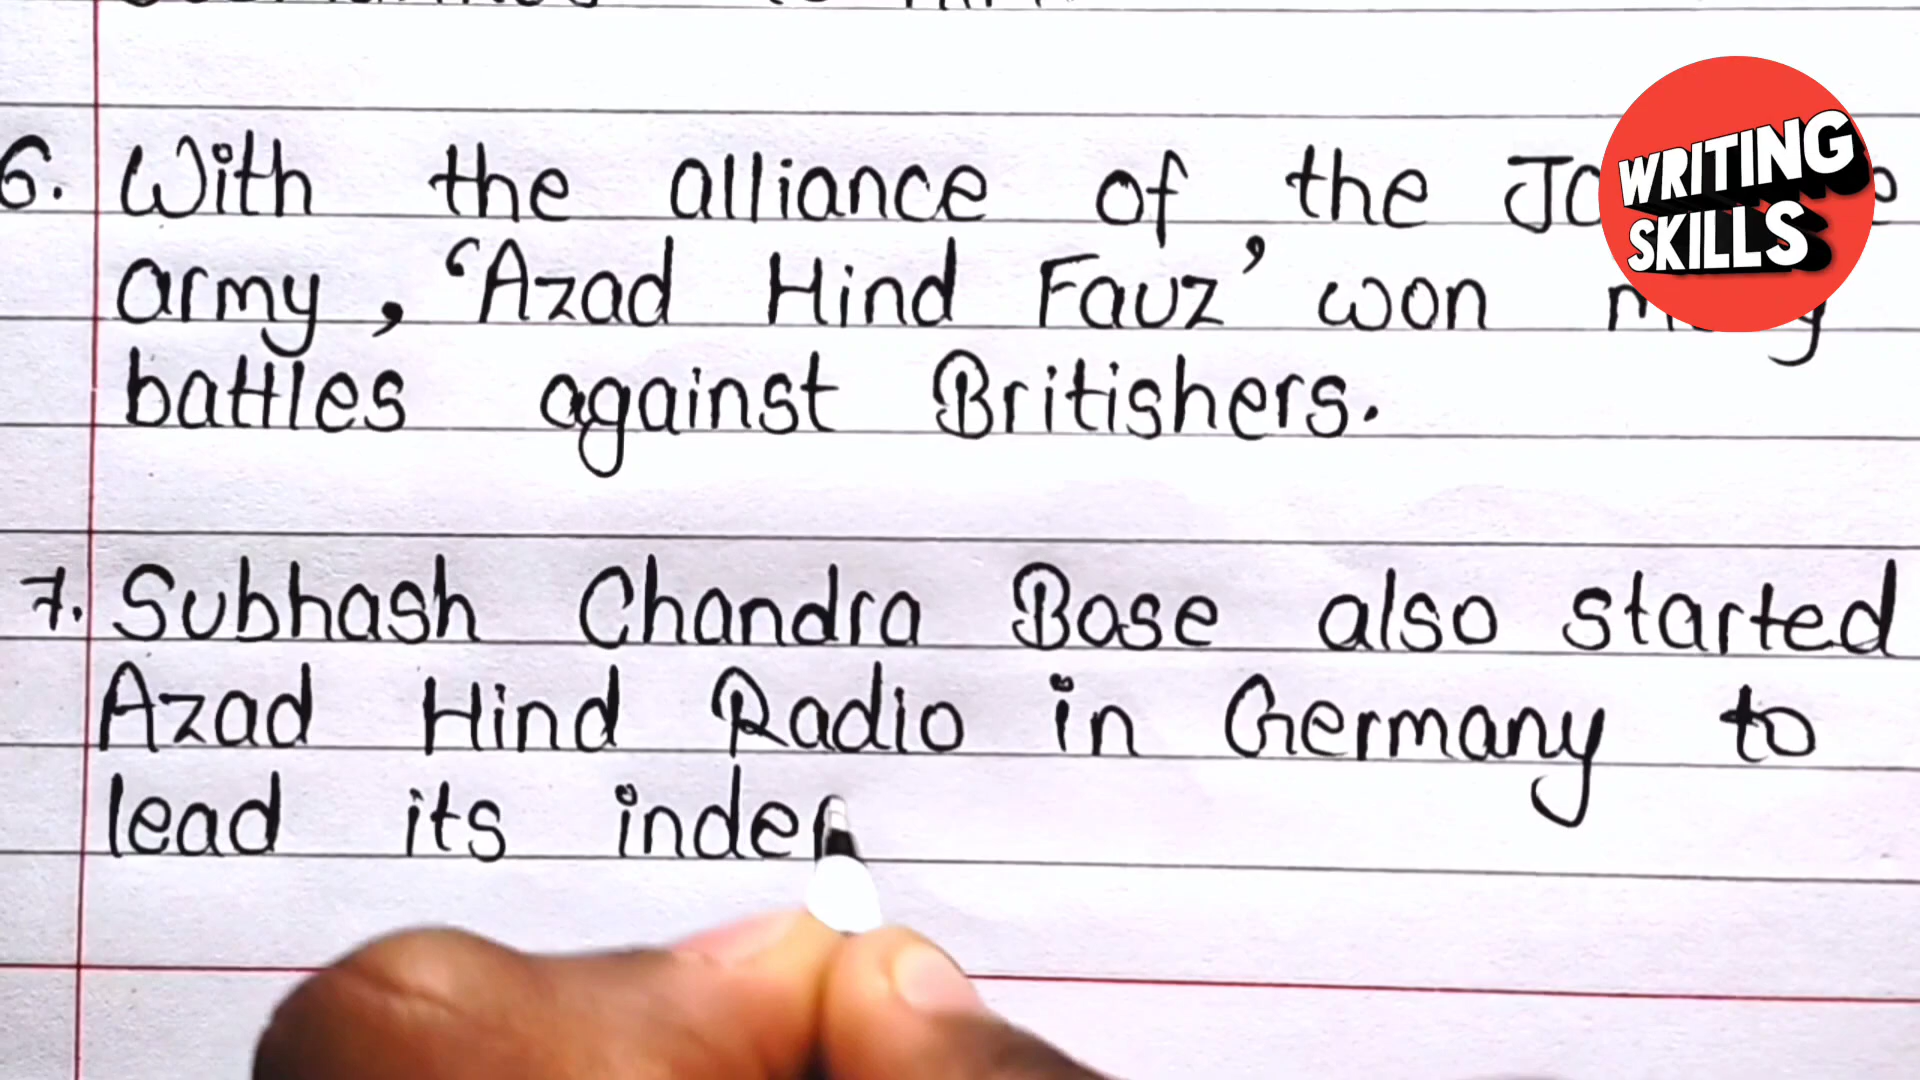 6. With the alliance of the
army, 'Azad Hind Fauz' won
battles against Britishers.
7. Subhash Chandra Bose also started
Azad Hind Radio in Germany to
lead its
WRITING
SKILLS